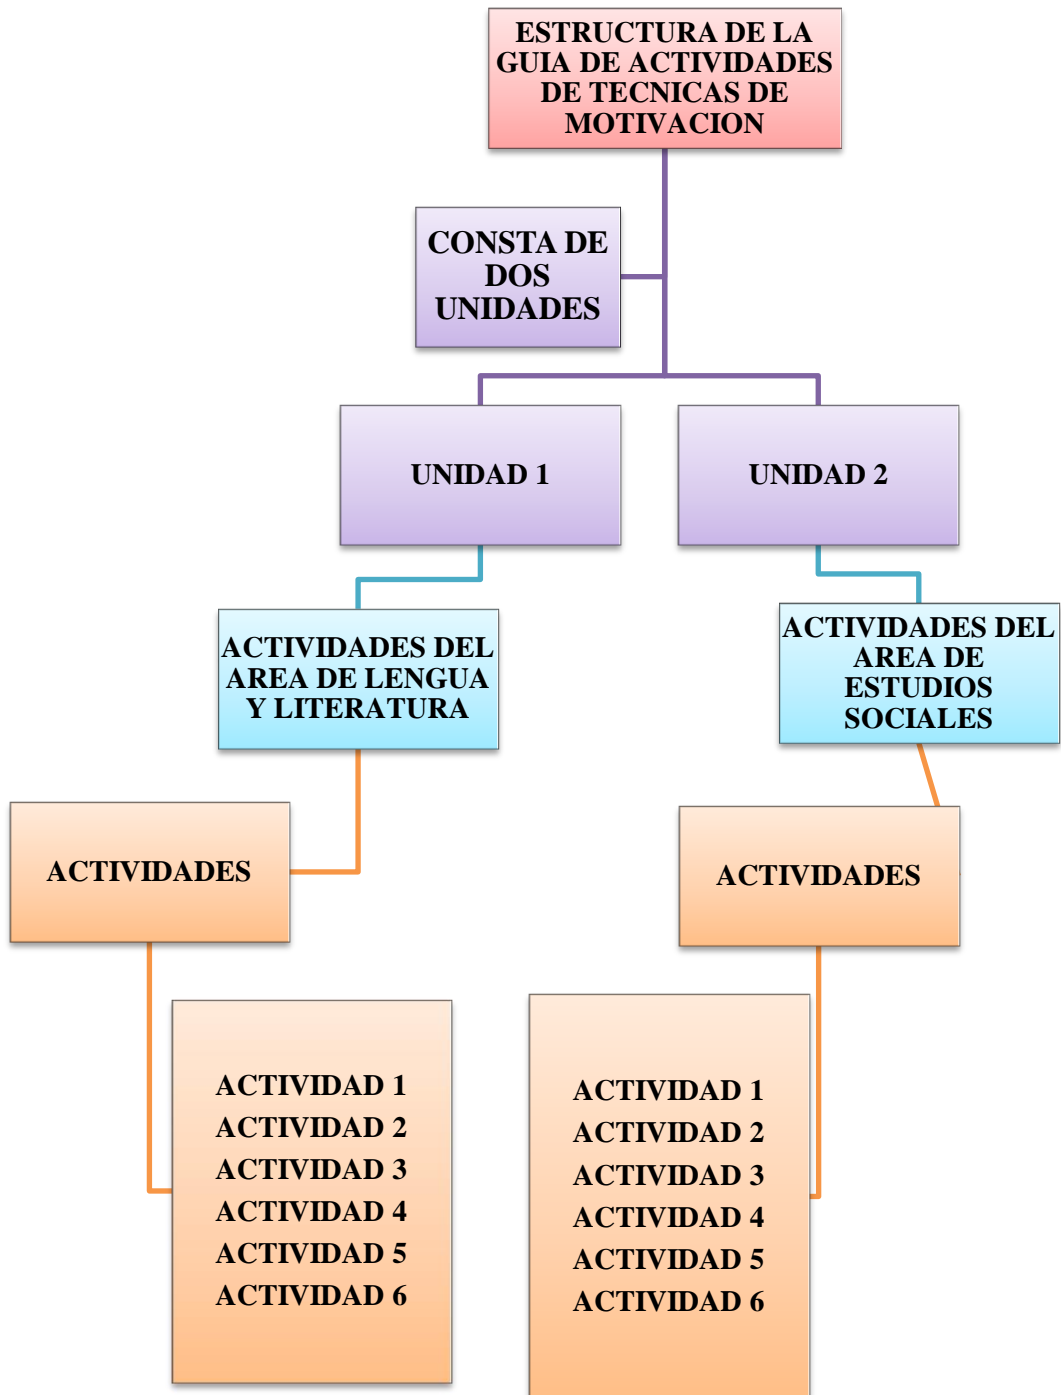 ESTRUCTURA DE LA
GUIA DE ACTIVIDADES
DE TECNICAS DE
MOTIVACION
CONSTA DE
DOS
UNIDADES
UNIDAD 1
UNIDAD 2
ACTIVIDADES DEL
AREA DE LENGUA
Y LITERATURA
ACTIVIDADES DEL
AREA DE
ESTUDIOS
SOCIALES
ACTIVIDADES
ACTIVIDADES
ACTIVIDAD 1
ACTIVIDAD 2
ACTIVIDAD 3
ACTIVIDAD 4
ACTIVIDAD 5
ACTIVIDAD 6
ACTIVIDAD 1
ACTIVIDAD 2
ACTIVIDAD 3
ACTIVIDAD 4
ACTIVIDAD 5
ACTIVIDAD 6